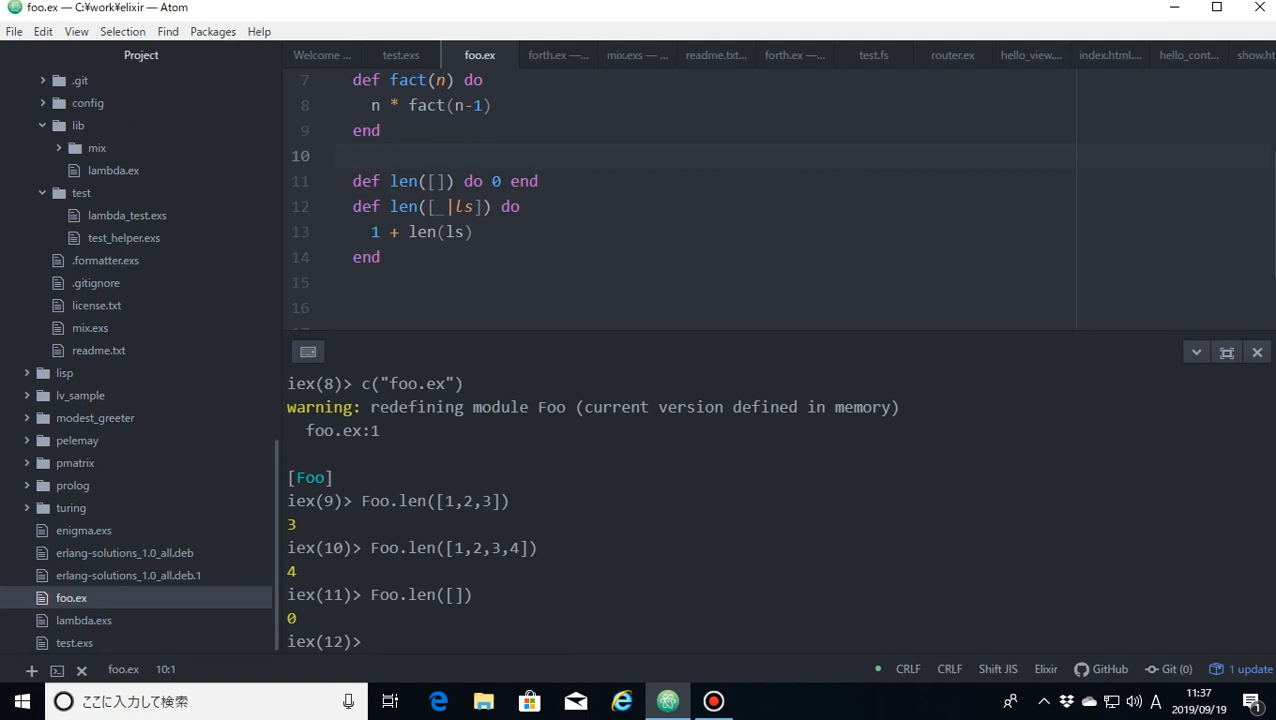 foo.ex — C:¥work¥elixir — Atom
File Edit View Selection Find Packages Help
Project
Welcome ... test.exs foo.ex forth.ex —... mix.exs — ... readme.txt... forth.ex —... test.fs router.ex hello_view.... index.html.... hello_cont... show.ht
.git
config
lib
mix
lambda.ex
test
lambda_test.exs
test_helper.exs
.formatter.exs
.gitignore
license.txt
mix.exs
readme.txt
lisp
lv_sample
modest_greeter
pelemay
pmatrix
prolog
turing
enigma.exs
erlang-solutions_1.0_all.deb
erlang-solutions_1.0_all.deb.1
foo.ex
lambda.exs
test.exs
7 def fact(n) do
8 n * fact(n-1)
9 end
10
11 def len([]) do 0 end
12 def len([_|ls]) do
13 1 + len(ls)
14 end
15
16
iex(8)> c("foo.ex")
warning: redefining module Foo (current version defined in memory)
foo.ex:1
[Foo]
iex(9)> Foo.len([1,2,3])
3
iex(10)> Foo.len([1,2,3,4])
4
iex(11)> Foo.len([])
0
iex(12)>
foo.ex 10:1 CRLF CRLF Shift JIS Elixir GitHub Git (0) 1 update
ここに入力して検索 A 11:37
2019/09/19 1